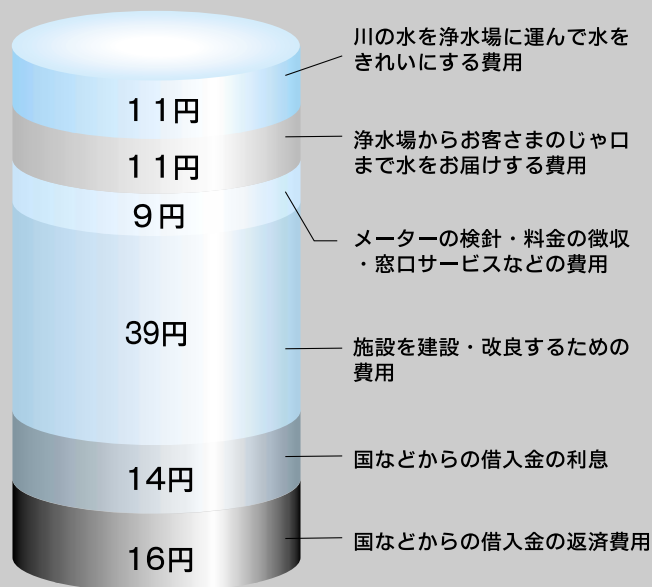 川の水を浄水場に運んで水を
きれいにする費用
１１円
浄水場からお客さまのじゃ口
まで水をお届けする費用
１１円
９円
メーターの検針・料金の徴収
・窓口サービスなどの費用
39円
施設を建設・改良するための
費用
14円
国などからの借入金の利息
16円
国などからの借入金の返済費用